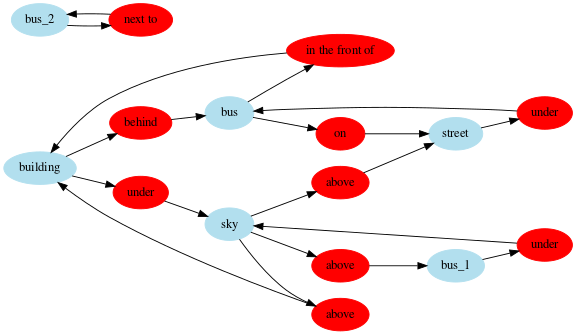 bus_2
next to
in the front of
behind
bus
on
street
under
building
under
above
sky
above
bus_1
under
above